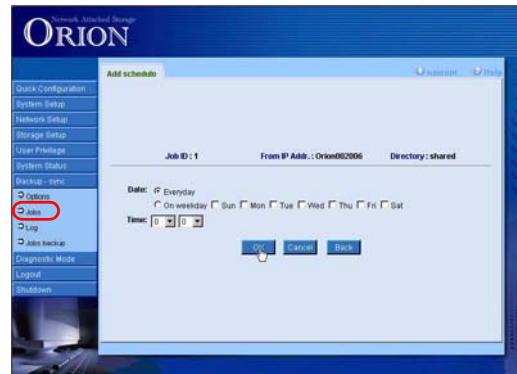 Network Attached Storage
ORION
Add schedule
Help
Quick Configuration
System Setup
Network Setup
Storage Setup
User Privilege
System Status
Backup - sync
Options
Jobs
Log
Jobs backup
Diagnostic Mode
Logout
Shutdown
Job ID : 1 From IP Addr. : Orion002006 Directory : shared
Date: Everyday
On weekday Sun Mon Tue Wed Thu Fri Sat
Time: 0 0
OK Cancel Back